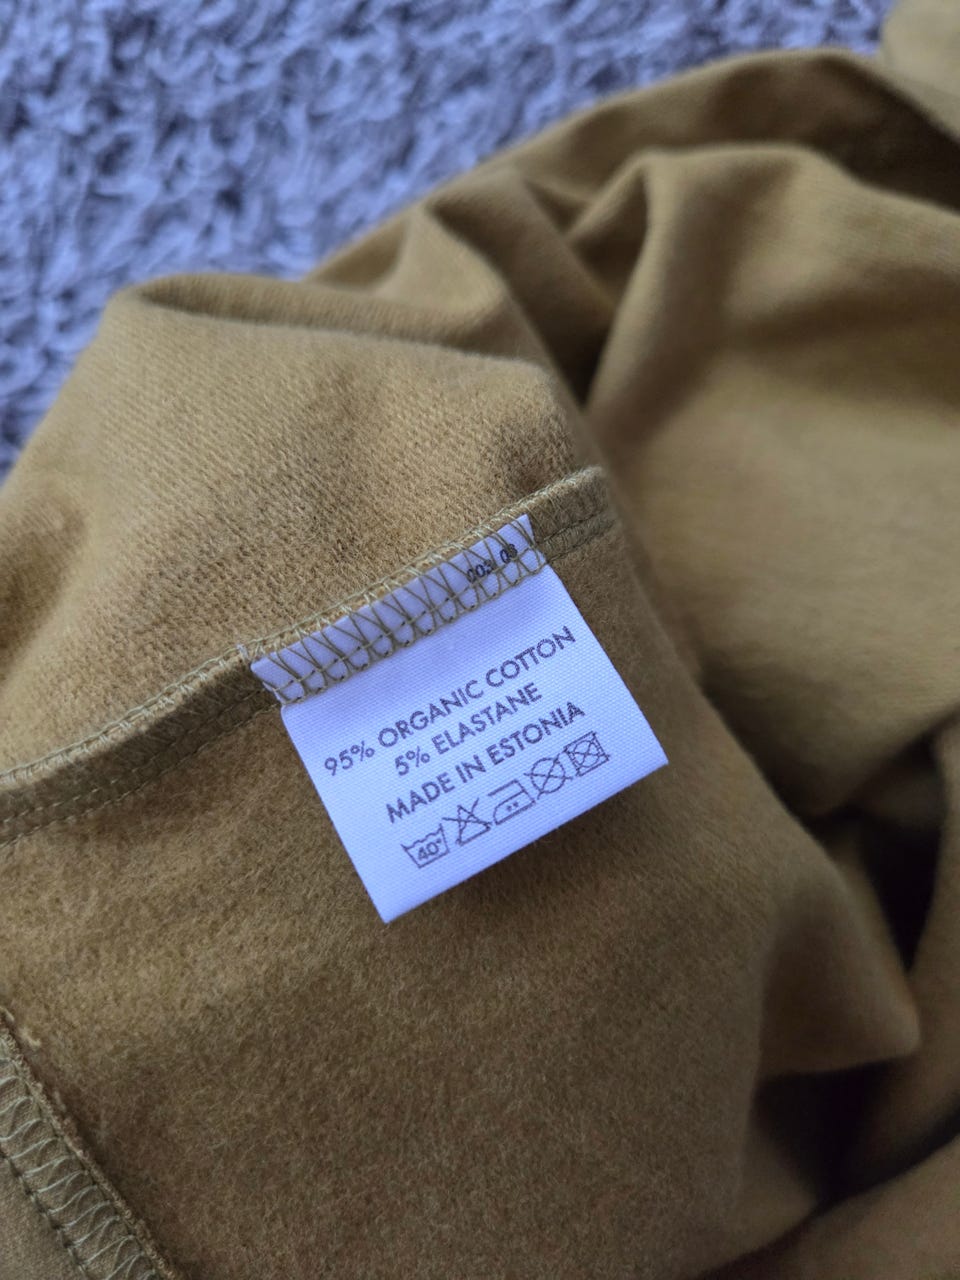 95% ORGANIC COTTON
5% ELASTANE
MADE IN ESTONIA
40°